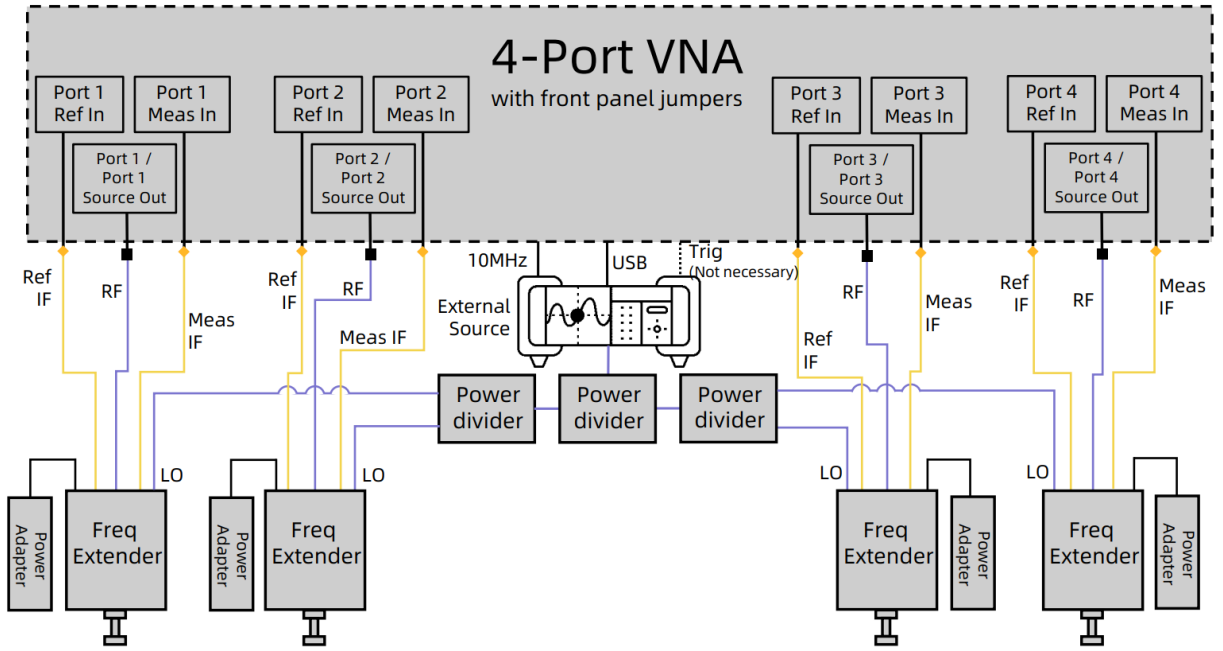 4-Port VNA
with front panel jumpers
Port 1
Ref In
Port 1
Meas In
Port 1 /
Port 1
Source Out
Port 2
Ref In
Port 2
Meas In
Port 2 /
Port 2
Source Out
Port 3
Ref In
Port 3
Meas In
Port 3 /
Port 3
Source Out
Port 4
Ref In
Port 4
Meas In
Port 4 /
Port 4
Source Out
Ref
IF
RF
Meas
IF
Ref
IF
RF
Meas IF
10MHz
USB
Trig
(Not necessary)
External
Source
RF
Ref
IF
Meas
IF
Ref
IF
RF
Meas
IF
Power
divider
Power
divider
Power
divider
LO
LO
LO
LO
Power
Adapter
Freq
Extender
Power
Adapter
Freq
Extender
Freq
Extender
Power
Adapter
Freq
Extender
Power
Adapter